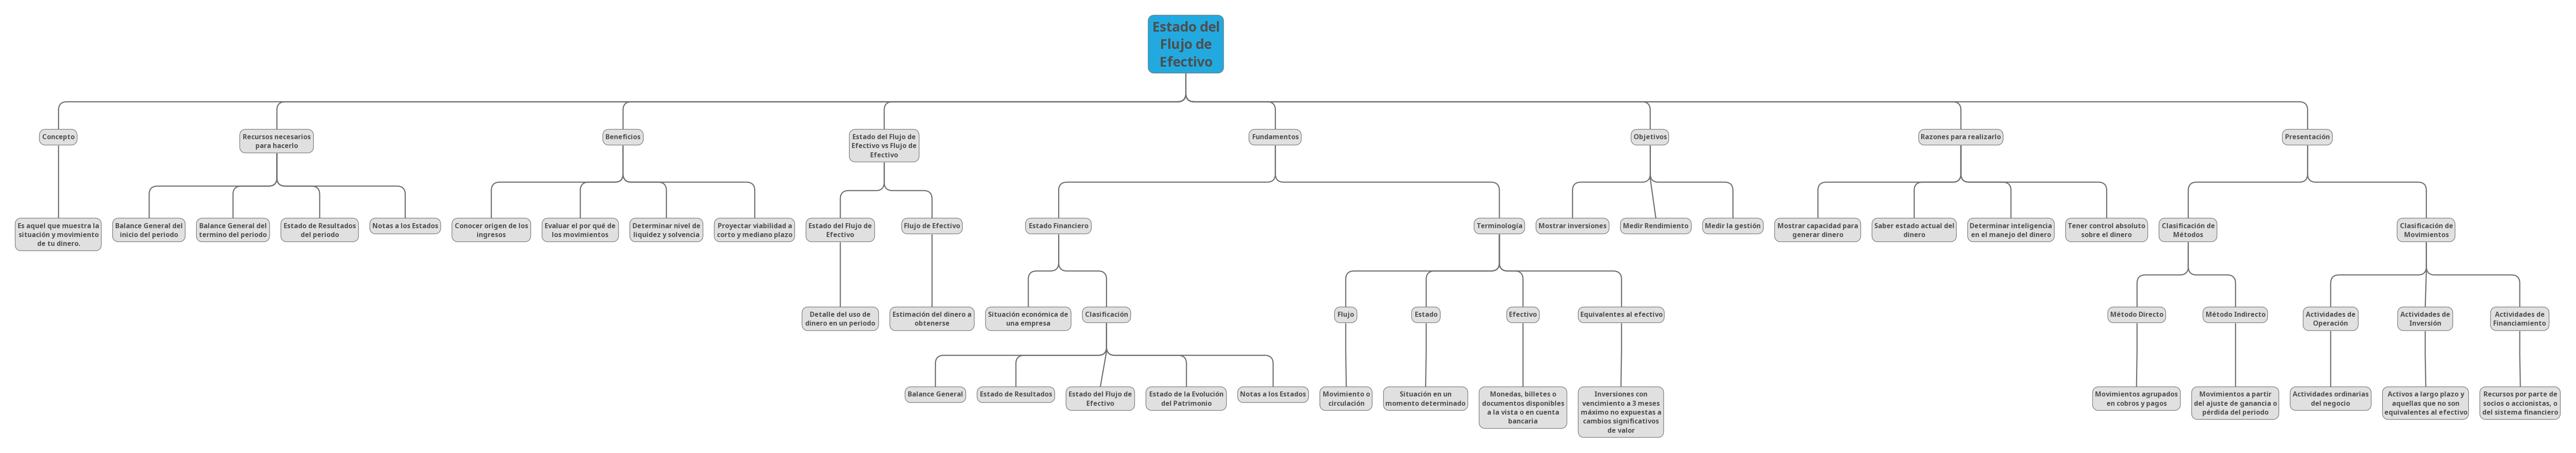 Estado del
Flujo de
Efectivo
Concepto
Recursos necesarios
para hacerlo
Beneficios
Estado del Flujo de
Efectivo vs Flujo de
Efectivo
Fundamentos
Objetivos
Razones para realizarlo
Presentación
Es aquel que muestra la
situación y movimiento
de tu dinero.
Balance General del
inicio del periodo
Balance General del
termino del periodo
Estado de Resultados
del periodo
Notas a los Estados
Conocer origen de los
ingresos
Evaluar el por qué de
los movimientos
Determinar nivel de
liquidez y solvencia
Proyectar viabilidad a
corto y mediano plazo
Estado del Flujo de
Efectivo
Flujo de Efectivo
Estado Financiero
Terminología
Mostrar inversiones
Medir Rendimiento
Medir la gestión
Mostrar capacidad para
generar dinero
Saber estado actual del
dinero
Determinar inteligencia
en el manejo del dinero
Tener control absoluto
sobre el dinero
Clasificación de
Métodos
Clasificación de
Movimientos
Detalle del uso de
dinero en un periodo
Estimación del dinero a
obtenerse
Situación económica de
una empresa
Clasificación
Flujo
Estado
Efectivo
Equivalentes al efectivo
Método Directo
Método Indirecto
Actividades de
Operación
Actividades de
Inversión
Actividades de
Financiamiento
Balance General
Estado de Resultados
Estado del Flujo de
Efectivo
Estado de la Evolución
del Patrimonio
Notas a los Estados
Movimiento o
circulación
Situación en un
momento determinado
Monedas, billetes o
documentos disponibles
a la vista o en cuenta
bancaria
Inversiones con
vencimiento a 3 meses
máximo no expuestas a
cambios significativos
de valor
Movimientos agrupados
en cobros y pagos
Movimientos a partir
del ajuste de ganancia o
pérdida del periodo
Actividades ordinarias
del negocio
Activos a largo plazo y
aquellas que no son
equivalentes al efectivo
Recursos por parte de
socios o accionistas, o
del sistema financiero